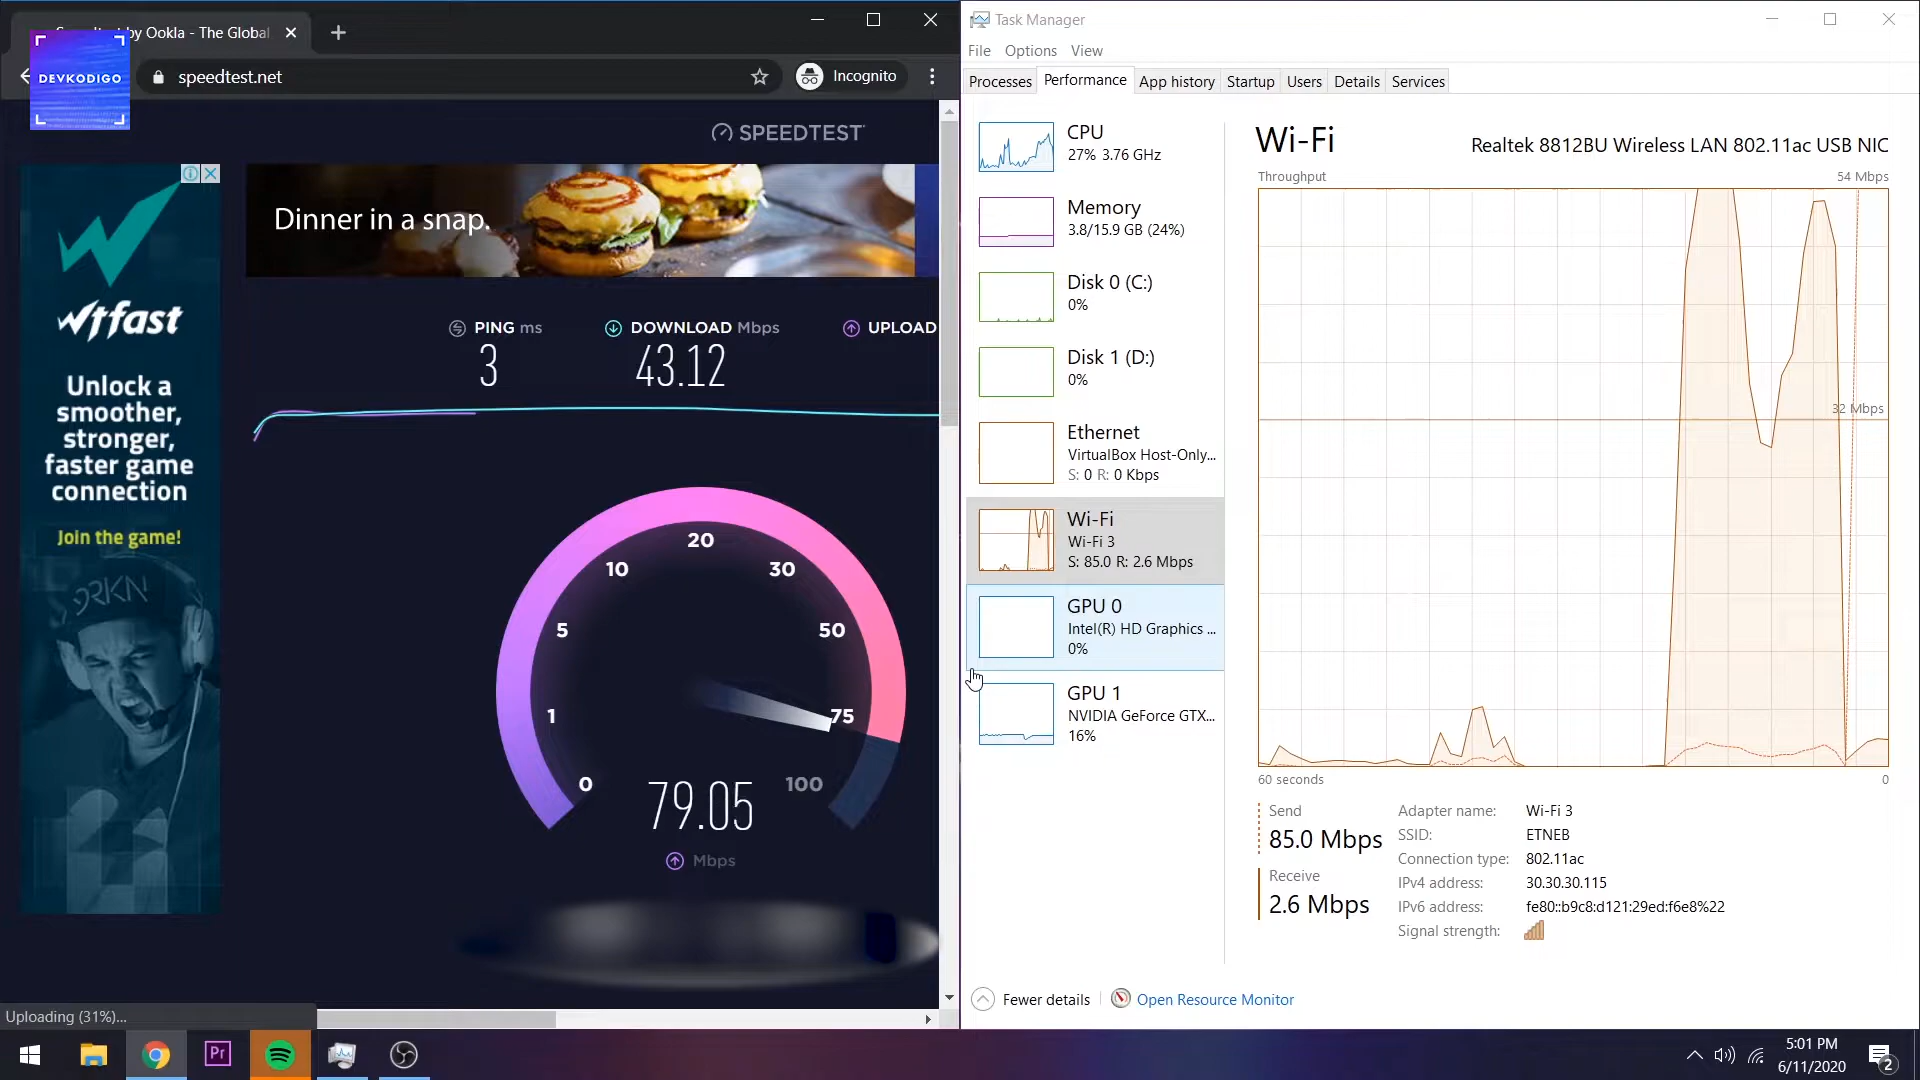 Speedtest by Ookla - The Global
DEVKODIGO
speedtest.net
Incognito
SPEEDTEST
Dinner in a snap.
wtfast
Unlock a
smoother,
stronger,
faster game
connection
Join the game!
PING ms
3
DOWNLOAD Mbps
43.12
UPLOAD
0
1
5
10
20
30
50
75
100
79.05
Mbps
Uploading (31%)...
Task Manager
File Options View
Processes Performance App history Startup Users Details Services
CPU
27% 3.76 GHz
Memory
3.8/15.9 GB (24%)
Disk 0 (C:)
0%
Disk 1 (D:)
0%
Ethernet
VirtualBox Host-Only...
S: 0 R: 0 Kbps
Wi-Fi
Wi-Fi 3
S: 85.0 R: 2.6 Mbps
GPU 0
Intel(R) HD Graphics ...
0%
GPU 1
NVIDIA GeForce GTX...
16%
Wi-Fi
Realtek 8812BU Wireless LAN 802.11ac USB NIC
Throughput
54 Mbps
32 Mbps
60 seconds
0
Send
85.0 Mbps
Receive
2.6 Mbps
Adapter name: Wi-Fi 3
SSID: ETNEB
Connection type: 802.11ac
IPv4 address: 30.30.30.115
IPv6 address: fe80::b9c8:d121:29ed:f6e8%22
Signal strength:
Fewer details
Open Resource Monitor
Pr
5:01 PM
6/11/2020
2